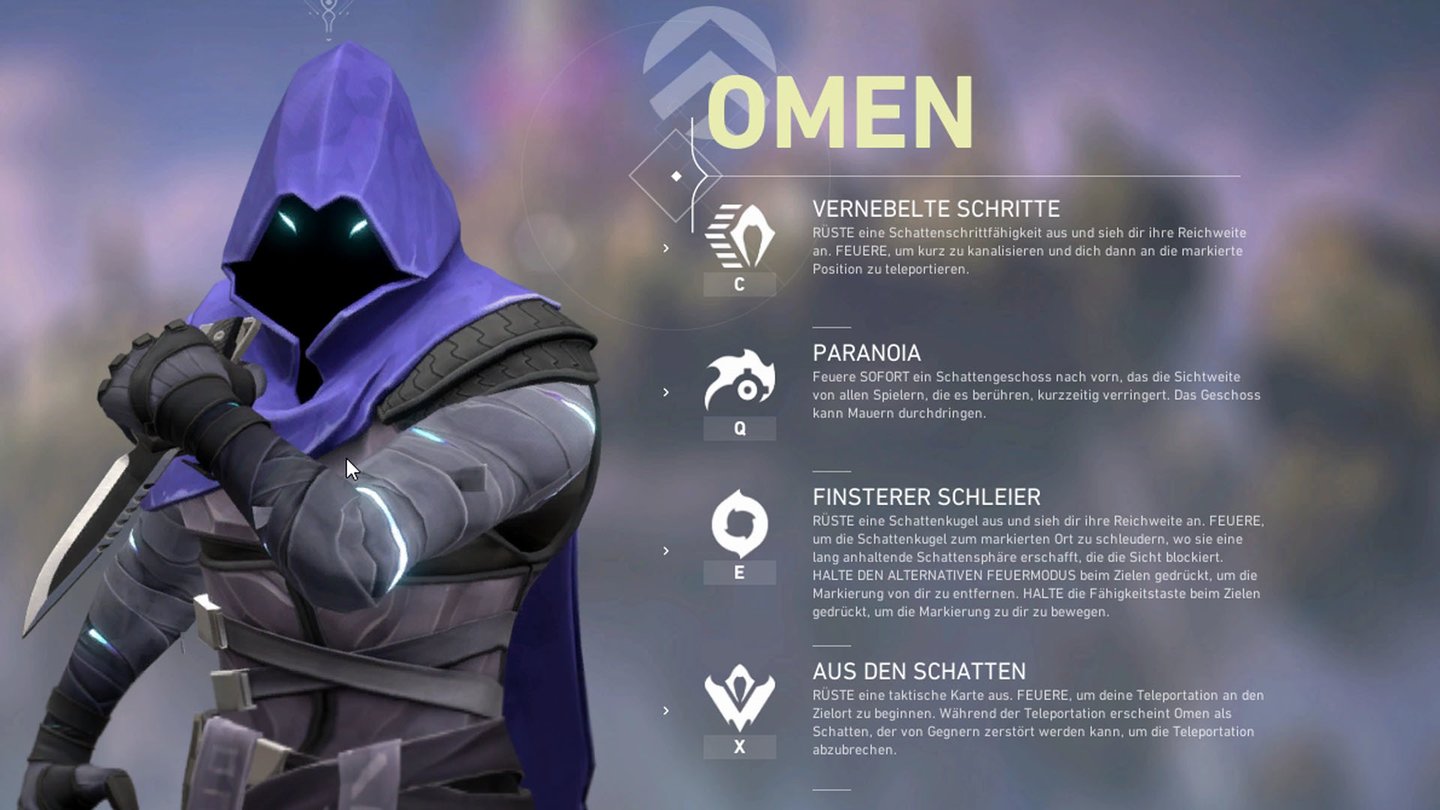 OMEN
VERNEBELTE SCHRITTE
RÜSTE eine Schattenschrittfähigkeit aus und sieh dir ihre Reichweite
an. FEUERE, um kurz zu kanalisieren und dich dann an die markierte
Position zu teleportieren.
C
PARANOIA
Feuere SOFORT ein Schattengeschoss nach vorn, das die Sichtweite
von allen Spielern, die es berühren, kurzzeitig verringert. Das Geschoss
kann Mauern durchdringen.
Q
FINSTERER SCHLEIER
RÜSTE eine Schattenkugel aus und sieh dir ihre Reichweite an. FEUERE,
um die Schattenkugel zum markierten Ort zu schleudern, wo sie eine
lang anhaltende Schattensphäre erschafft, die die Sicht blockiert.
HALTE DEN ALTERNATIVEN FEUERMODUS beim Zielen gedrückt, um die
Markierung von dir zu entfernen. HALTE die Fähigkeitstaste beim Zielen
gedrückt, um die Markierung zu dir zu bewegen.
E
AUS DEN SCHATTEN
RÜSTE eine taktische Karte aus. FEUERE, um deine Teleportation an den
Zielort zu beginnen. Während der Teleportation erscheint Omen als
Schatten, der von Gegnern zerstört werden kann, um die Teleportation
abzubrechen.
X